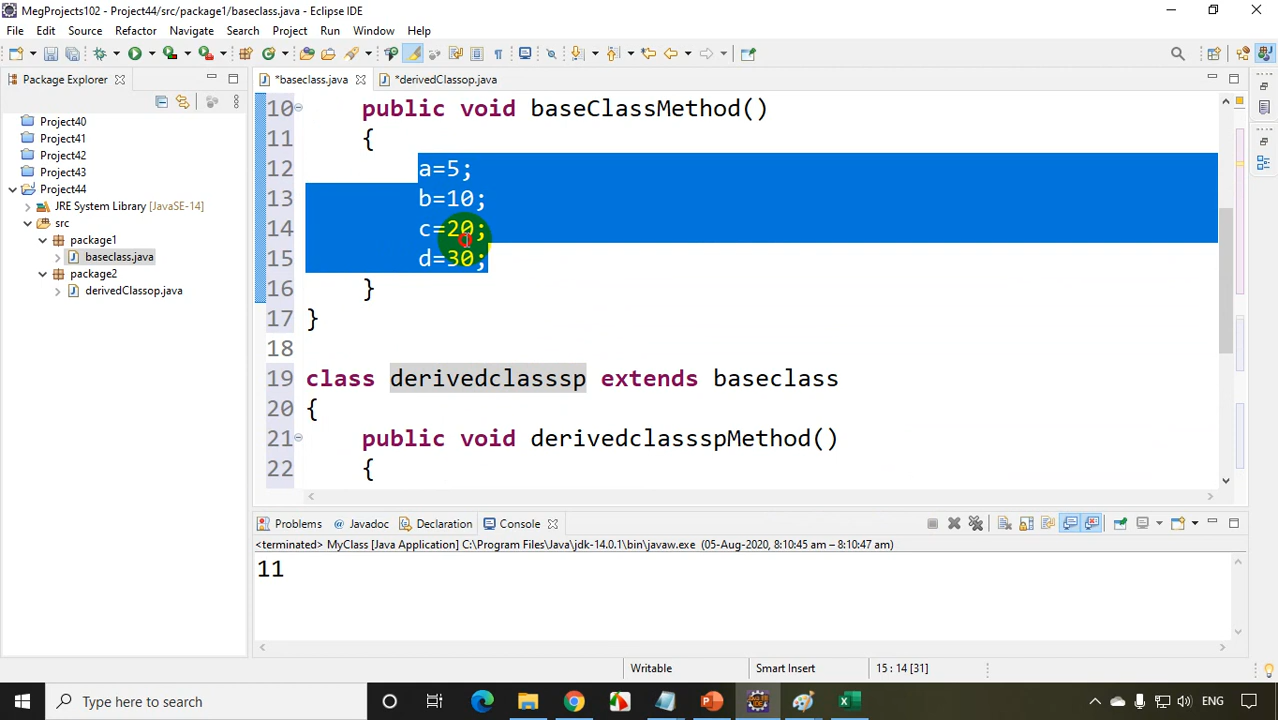 MegProjects102 - Project44/src/package1/baseclass.java - Eclipse IDE
File Edit Source Refactor Navigate Search Project Run Window Help
Package Explorer
*baseclass.java
*derivedClassop.java
Project40
Project41
Project42
Project43
Project44
JRE System Library [JavaSE-14]
src
package1
baseclass.java
package2
derivedClassop.java
10 public void baseClassMethod()
11 {
12 a=5;
13 b=10;
14 c=20;
15 d=30;
16 }
17 }
18
19 class derivedclasssp extends baseclass
20 {
21 public void derivedclassspMethod()
22 {
Problems @ Javadoc Declaration Console
<terminated> MyClass [Java Application] C:\Program Files\Java\jdk-14.0.1\bin\javaw.exe (05-Aug-2020, 8:10:45 am – 8:10:47 am)
11
Writable Smart Insert 15 : 14 [31]
Type here to search
ENG